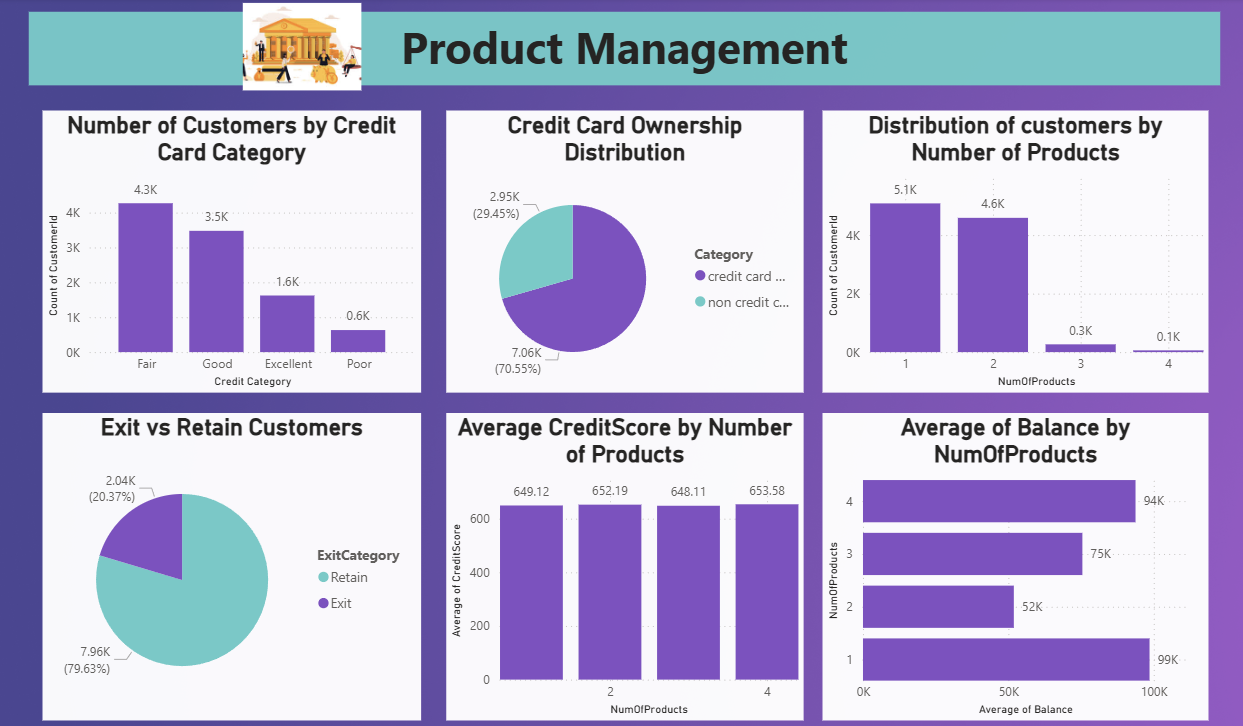 Product Management
Number of Customers by Credit
Card Category
4.3K
3.5K
1.6K
0.6K
4K
3K
2K
1K
0K
Count of CustomerId
Fair Good Excellent Poor
Credit Category
Credit Card Ownership
Distribution
2.95K
(29.45%)
7.06K
(70.55%)
Category
credit card ...
non credit c...
Distribution of customers by
Number of Products
5.1K
4.6K
0.3K
0.1K
4K
2K
0K
Count of CustomerId
1 2 3 4
NumOfProducts
Exit vs Retain Customers
2.04K
(20.37%)
7.96K
(79.63%)
ExitCategory
Retain
Exit
Average CreditScore by Number
of Products
649.12 652.19 648.11 653.58
600
400
200
0
Average of CreditScore
2 4
NumOfProducts
Average of Balance by
NumOfProducts
4 94K
3 75K
2 52K
1 99K
NumOfProducts
0K 50K 100K
Average of Balance